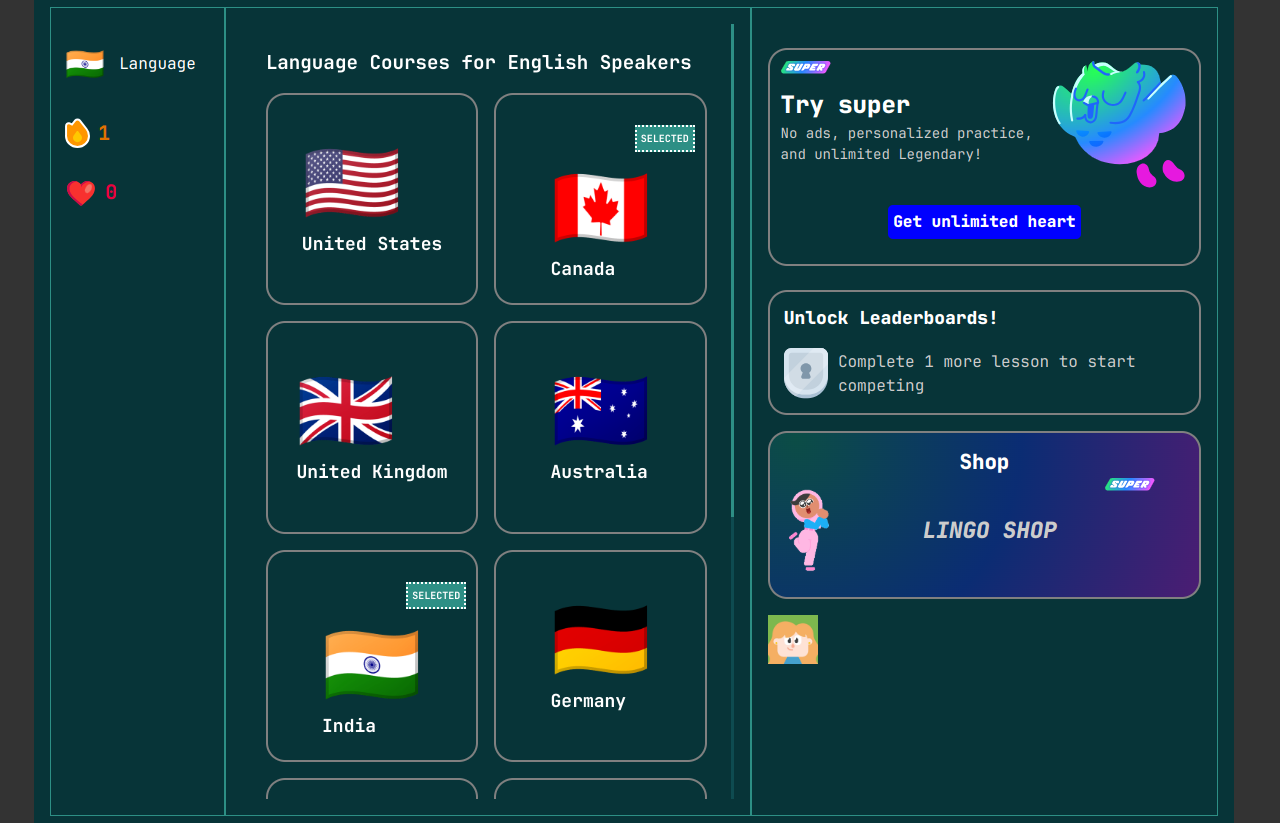 Language
1
0
Language Courses for English Speakers
United States
SELECTED
Canada
United Kingdom
Australia
SELECTED
India
Germany
SUPER
Try super
No ads, personalized practice,
and unlimited Legendary!
Get unlimited heart
Unlock Leaderboards!
Complete 1 more lesson to start
competing
Shop
SUPER
LINGO SHOP